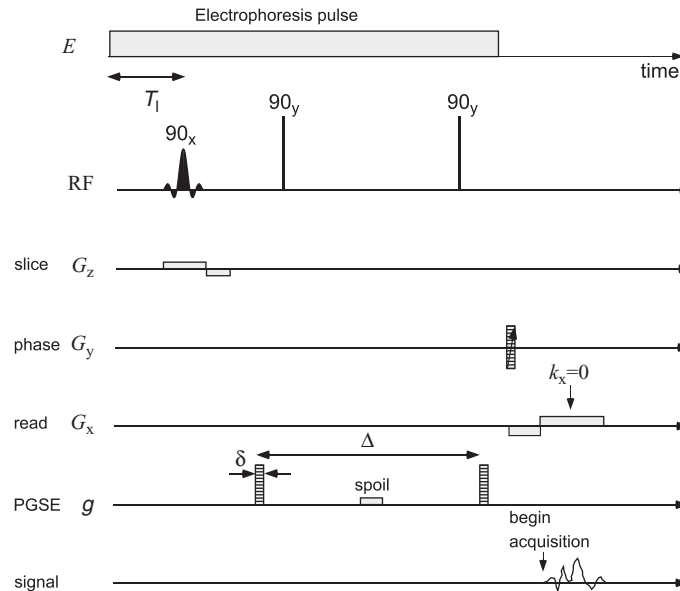 Electrophoresis pulse
E
time
T_I
90_x
90_y
90_y
RF
slice G_z
phase G_y
k_x=0
read G_x
Δ
δ
spoil
PGSE g
begin
acquisition
signal